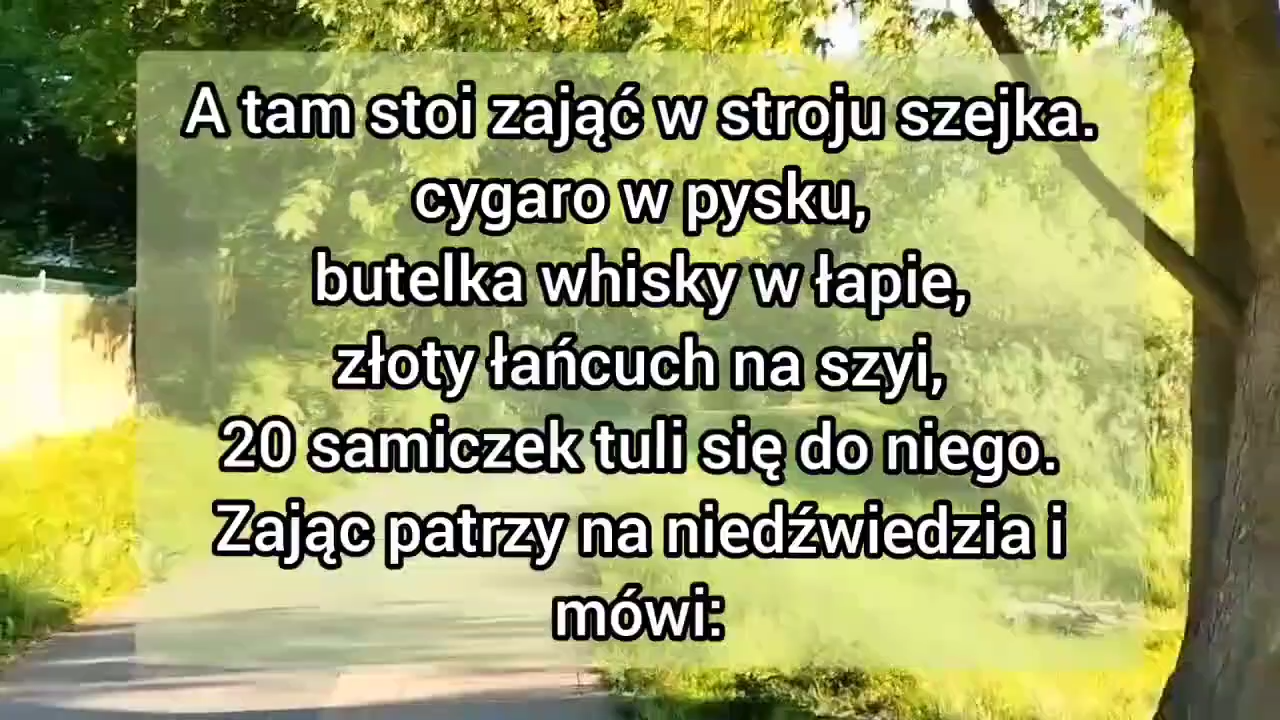 A tam stoi zająć w stroju szejka.
cygaro w pysku,
butelka whisky w łapie,
złoty łańcuch na szyi,
20 samiczek tuli się do niego.
Zając patrzy na niedźwiedzia i
mówi: